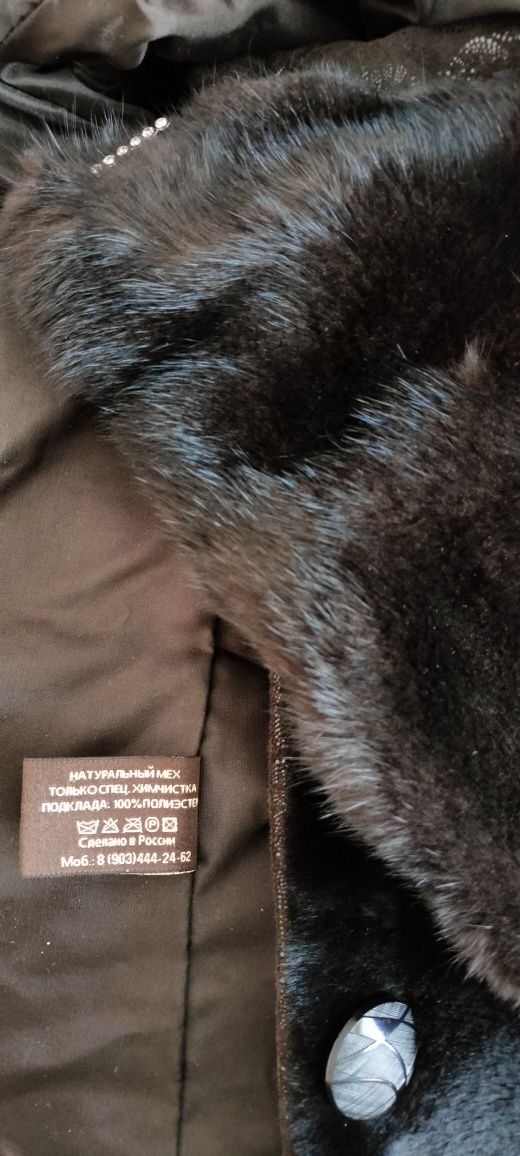 НАТУРАЛЬНЫЙ МЕХ
ТОЛЬКО СПЕЦ. ХИМЧИСТКА
ПОДКЛАДА: 100% ПОЛИЭСТЕ
Сделано в России
Моб.: 8 (903)444-24-62